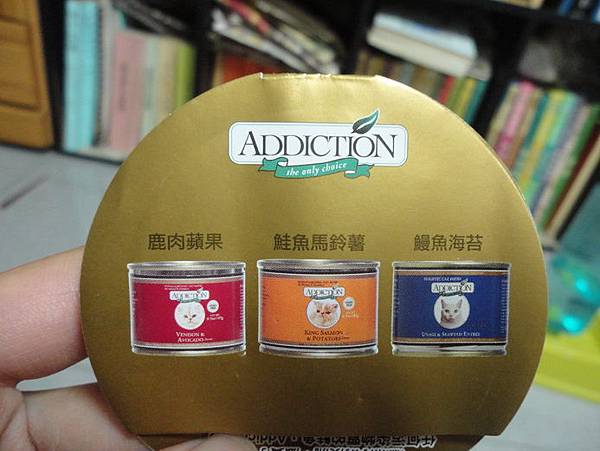 ADDICTION
the only choice
鹿肉蘋果
鮭魚馬鈴薯
鰻魚海苔
ADDICTION
VENISON &
AVOCADO
ADDICTION
KING SALMON
& POTATOES
ADDICTION
UNAGI & SEAWEED ENTRÉE